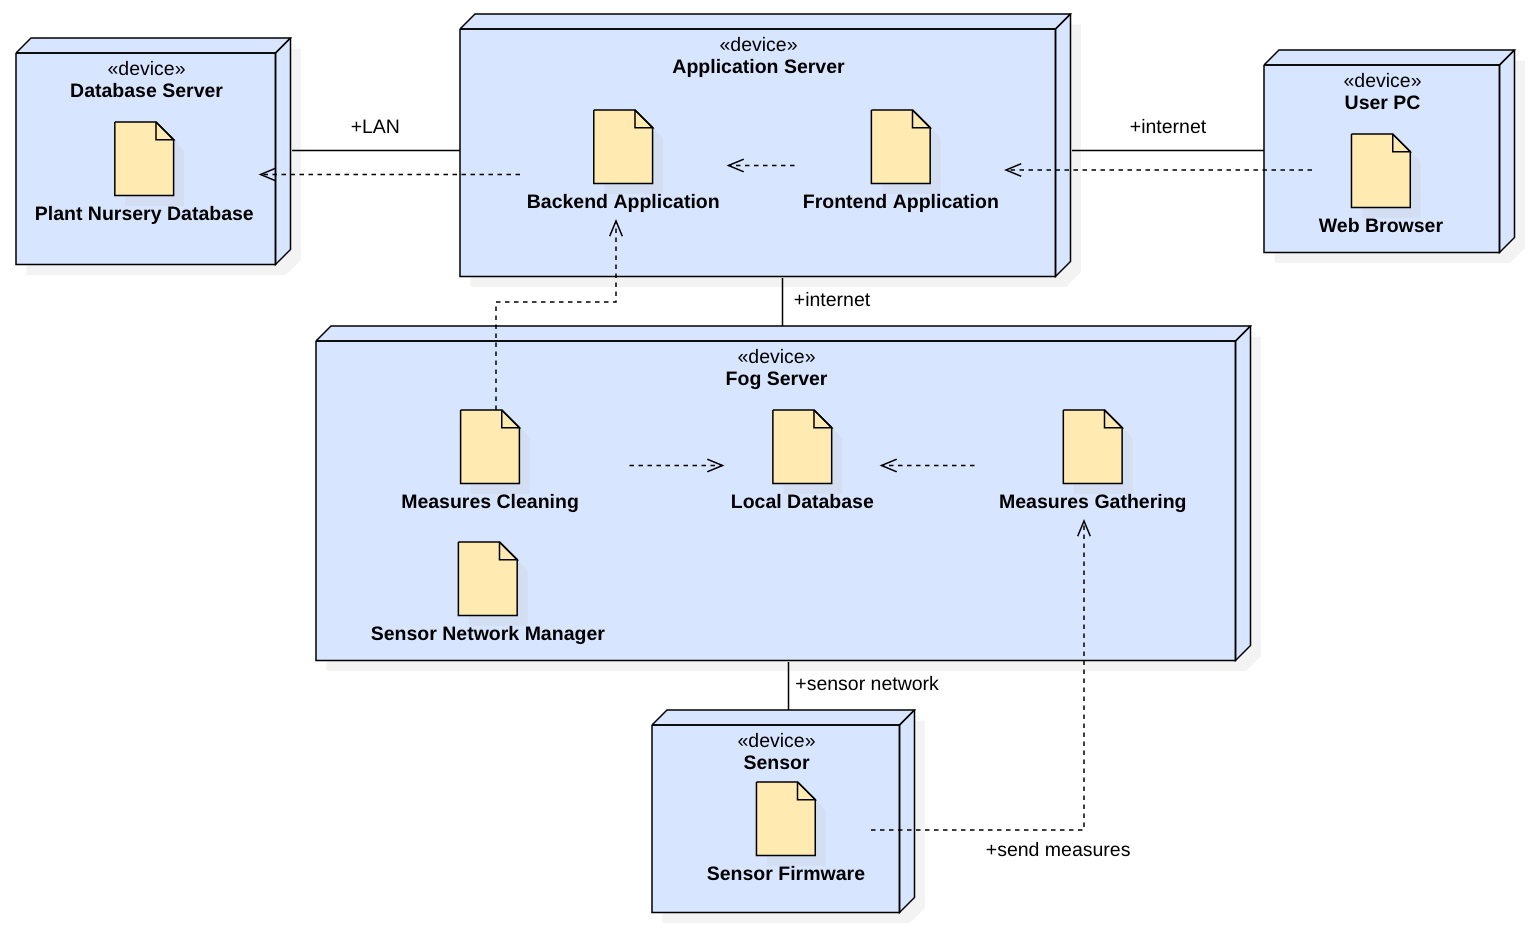 «device»
Database Server
Plant Nursery Database
+LAN
«device»
Application Server
Backend Application
Frontend Application
+internet
«device»
User PC
Web Browser
+internet
«device»
Fog Server
Measures Cleaning
Local Database
Measures Gathering
Sensor Network Manager
+sensor network
«device»
Sensor
Sensor Firmware
+send measures